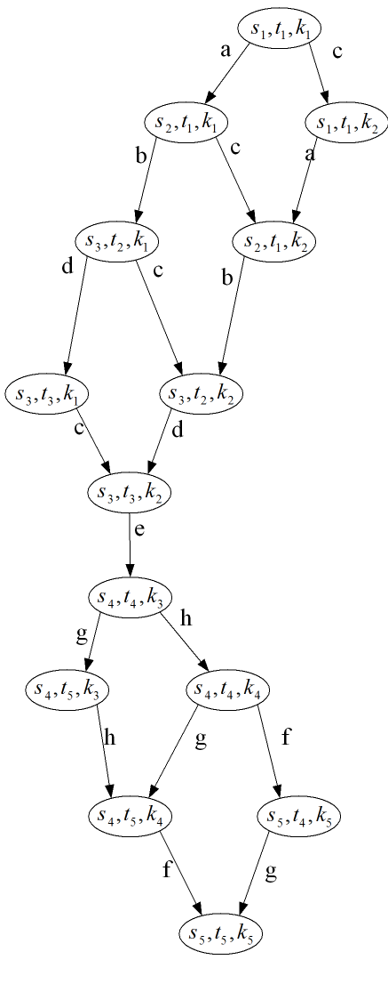 s₁,t₁,k₁
a c
s₂,t₁,k₁ s₁,t₁,k₂
b c a
s₃,t₂,k₁ s₂,t₁,k₂
d c b
s₃,t₃,k₁ s₃,t₂,k₂
c d
s₃,t₃,k₂
e
s₄,t₄,k₃
g h
s₄,t₅,k₃ s₄,t₄,k₄
h g f
s₄,t₅,k₄ s₅,t₄,k₅
f g
s₅,t₅,k₅